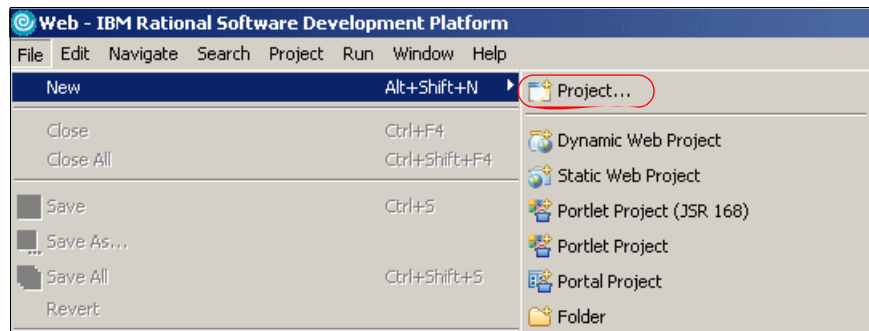 Web - IBM Rational Software Development Platform
File Edit Navigate Search Project Run Window Help
New Alt+Shift+N
Close Ctrl+F4
Close All Ctrl+Shift+F4
Save Ctrl+S
Save As...
Save All Ctrl+Shift+S
Revert
Project...
Dynamic Web Project
Static Web Project
Portlet Project (JSR 168)
Portlet Project
Portal Project
Folder